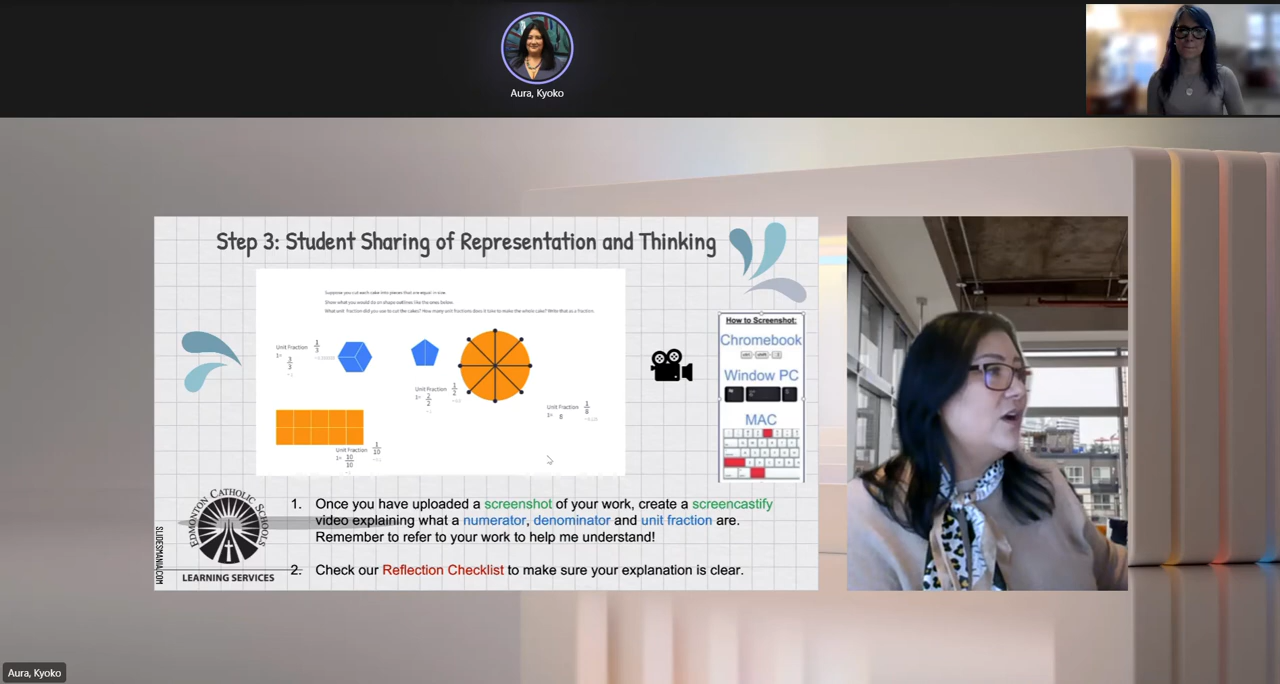 Aura, Kyoko
Step 3: Student Sharing of Representation and Thinking
Suppose you cut each cake into pieces that are equal in size.
Show what you would do on shape outlines like the ones below.
What unit fraction did you use to cut the cakes? How many unit fractions does it take to make the whole cake? Write that as a fraction.
Unit Fraction 1/3
1= 3/3
Unit Fraction 1/2
1= 2/2
Unit Fraction 1/8
1= 8
Unit Fraction 1/10
1= 10/10
How to Screenshot:
Chromebook
Window PC
MAC
1. Once you have uploaded a screenshot of your work, create a screencastify
video explaining what a numerator, denominator and unit fraction are.
Remember to refer to your work to help me understand!
2. Check our Reflection Checklist to make sure your explanation is clear.
EDMONTON CATHOLIC SCHOOLS
LEARNING SERVICES
SLIDESMANIA.COM
Aura, Kyoko